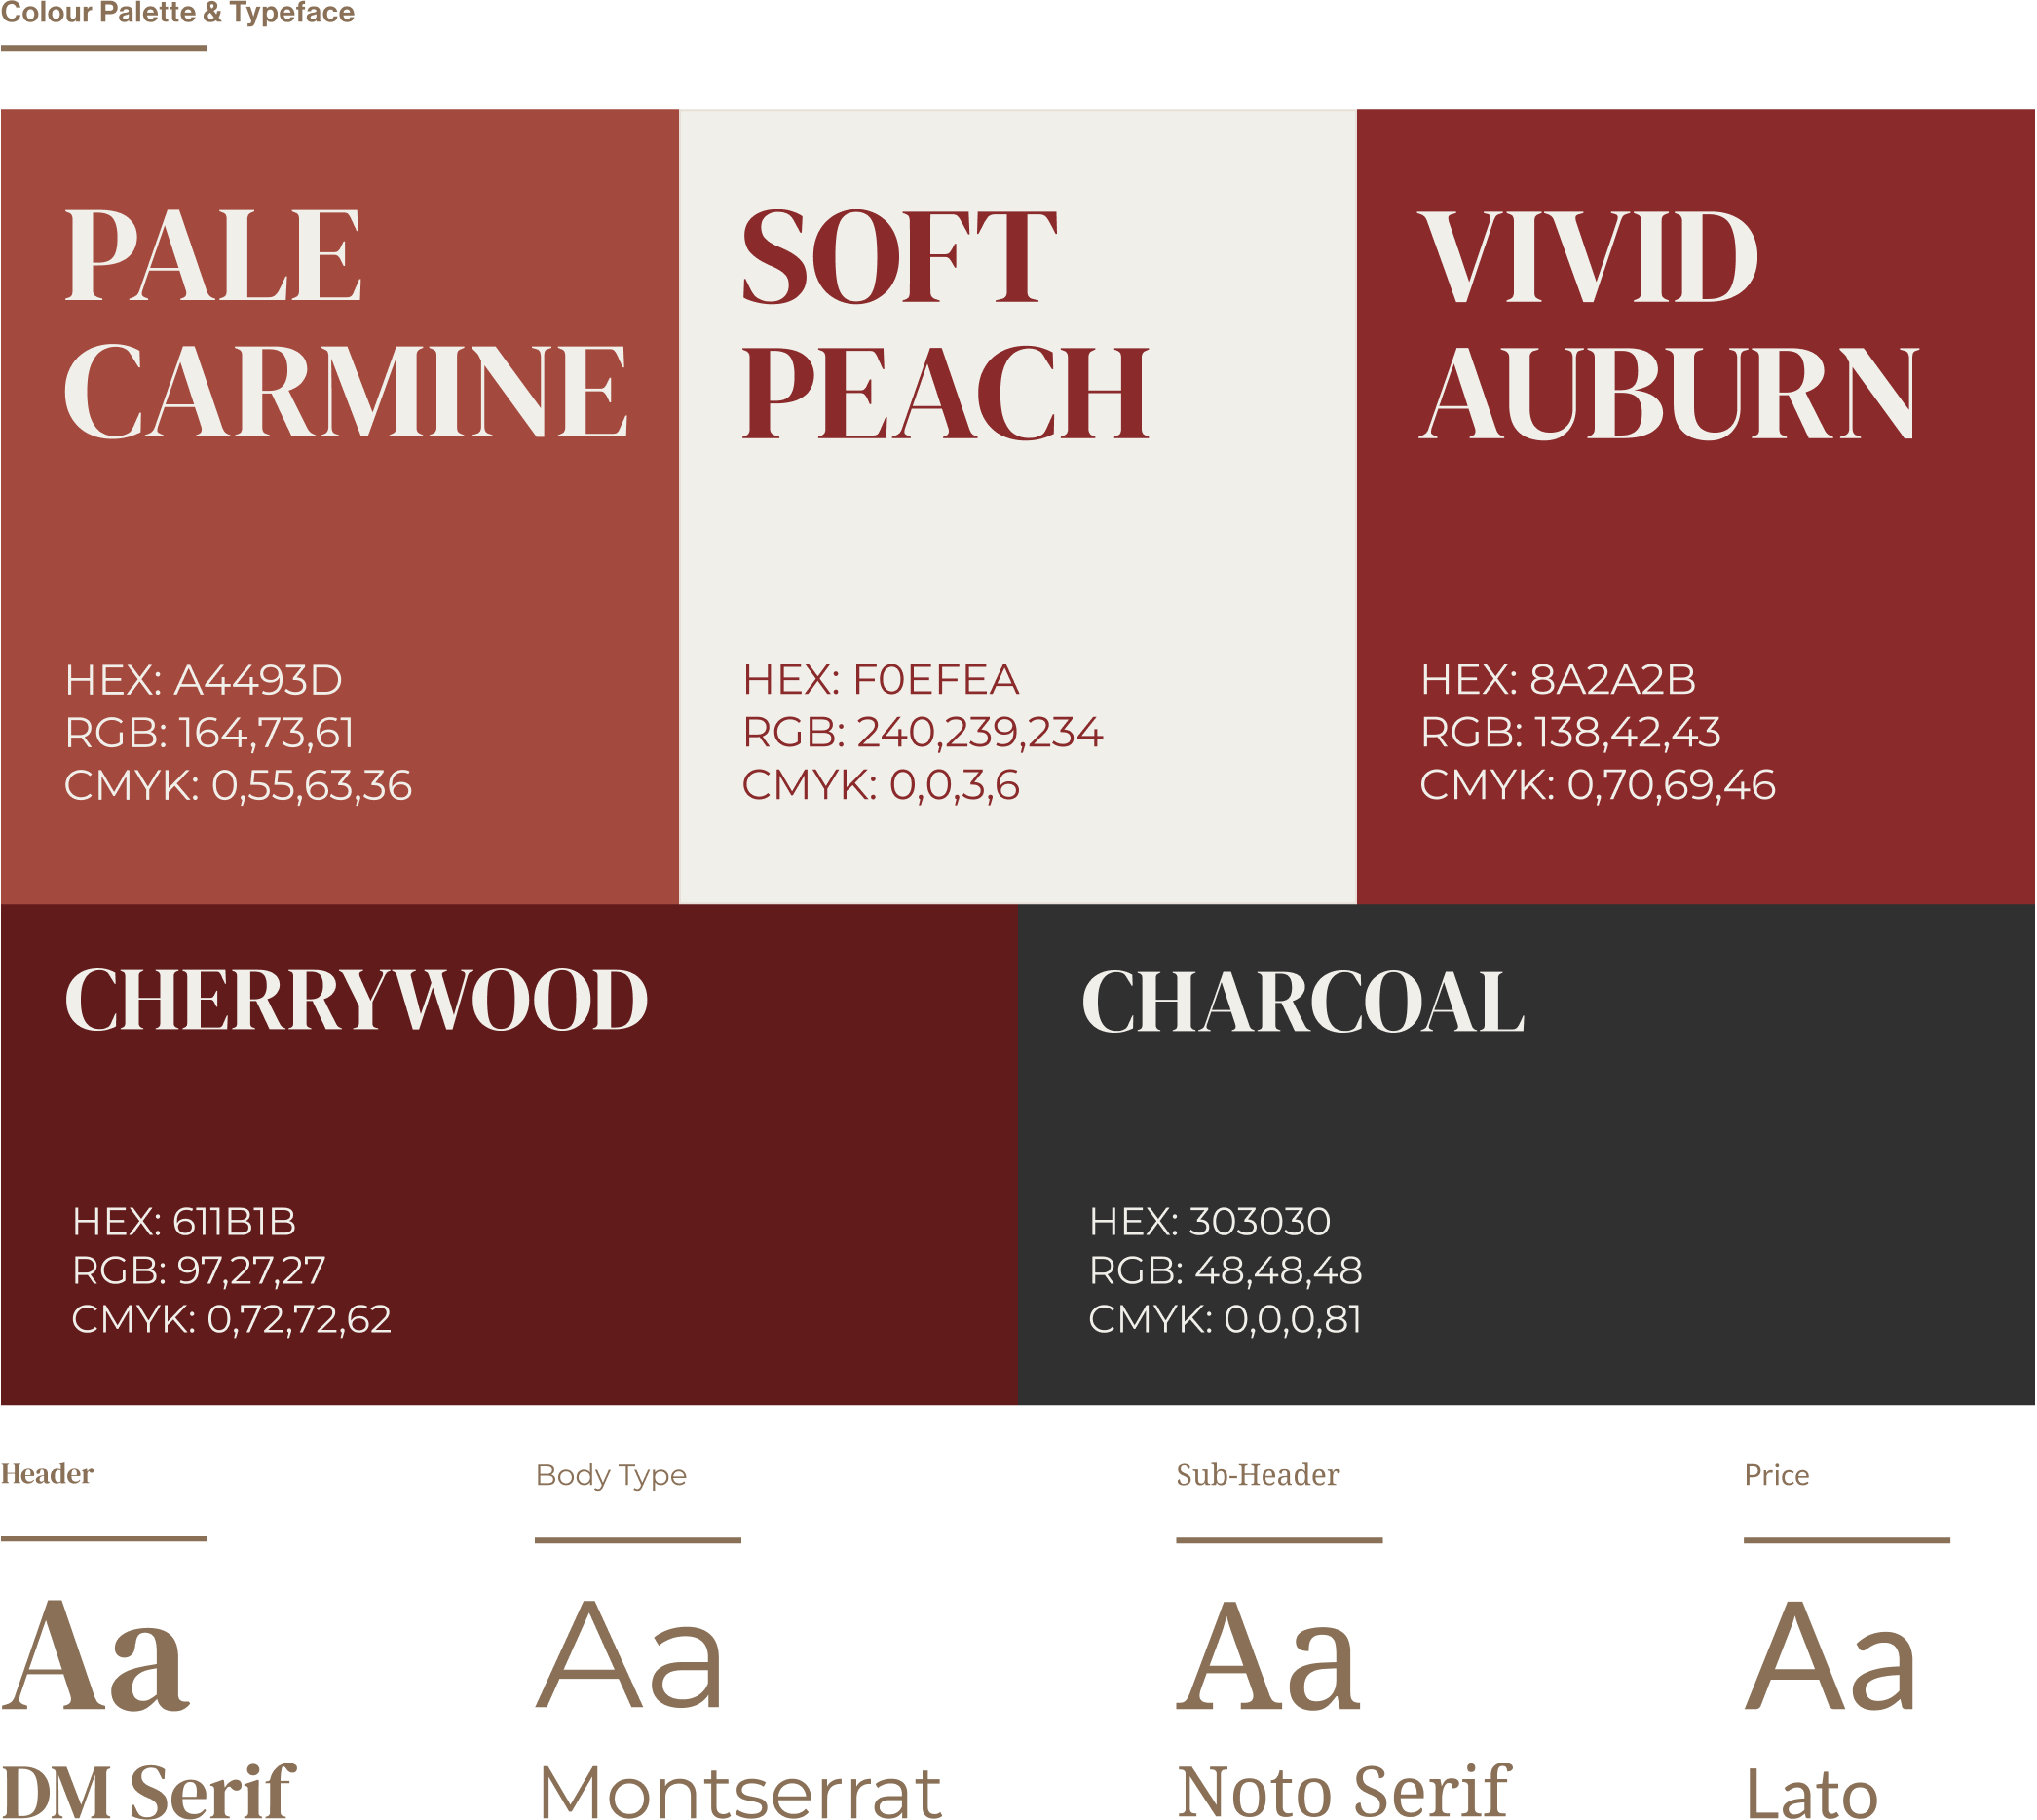 Colour Palette & Typeface
PALE
CARMINE
HEX: A4493D
RGB: 164,73,61
CMYK: 0,55,63,36
SOFT
PEACH
HEX: F0EFEA
RGB: 240,239,234
CMYK: 0,0,3,6
VIVID
AUBURN
HEX: 8A2A2B
RGB: 138,42,43
CMYK: 0,70,69,46
CHERRYWOOD
HEX: 611B1B
RGB: 97,27,27
CMYK: 0,72,72,62
CHARCOAL
HEX: 303030
RGB: 48,48,48
CMYK: 0,0,0,81
Header
Aa
DM Serif
Body Type
Aa
Montserrat
Sub-Header
Aa
Noto Serif
Price
Aa
Lato